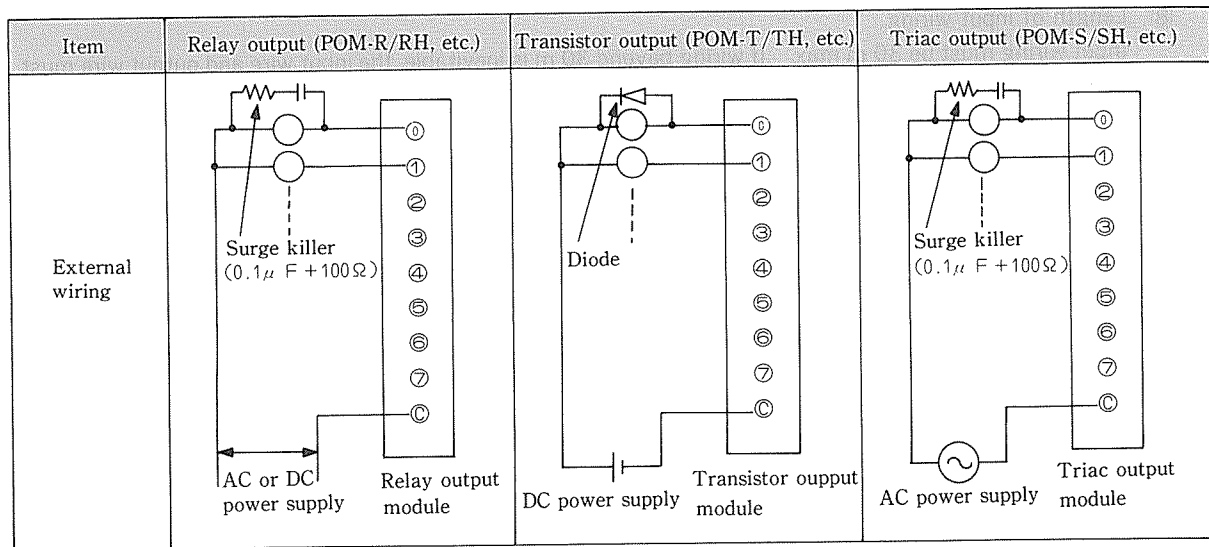 Item
Relay output (POM-R/RH, etc.)
Transistor output (POM-T/TH, etc.)
Triac output (POM-S/SH, etc.)
External
wiring
⓪
①
②
③
④
⑤
⑥
⑦
Ⓒ
Surge killer
(0.1μ F +100Ω)
AC or DC
power supply
Relay output
module
⓪
①
②
③
④
⑤
⑥
⑦
Ⓒ
Diode
DC power supply
Transistor oupput
module
⓪
①
②
③
④
⑤
⑥
⑦
Ⓒ
Surge killer
(0.1μ F +100Ω)
AC power supply
Triac output
module